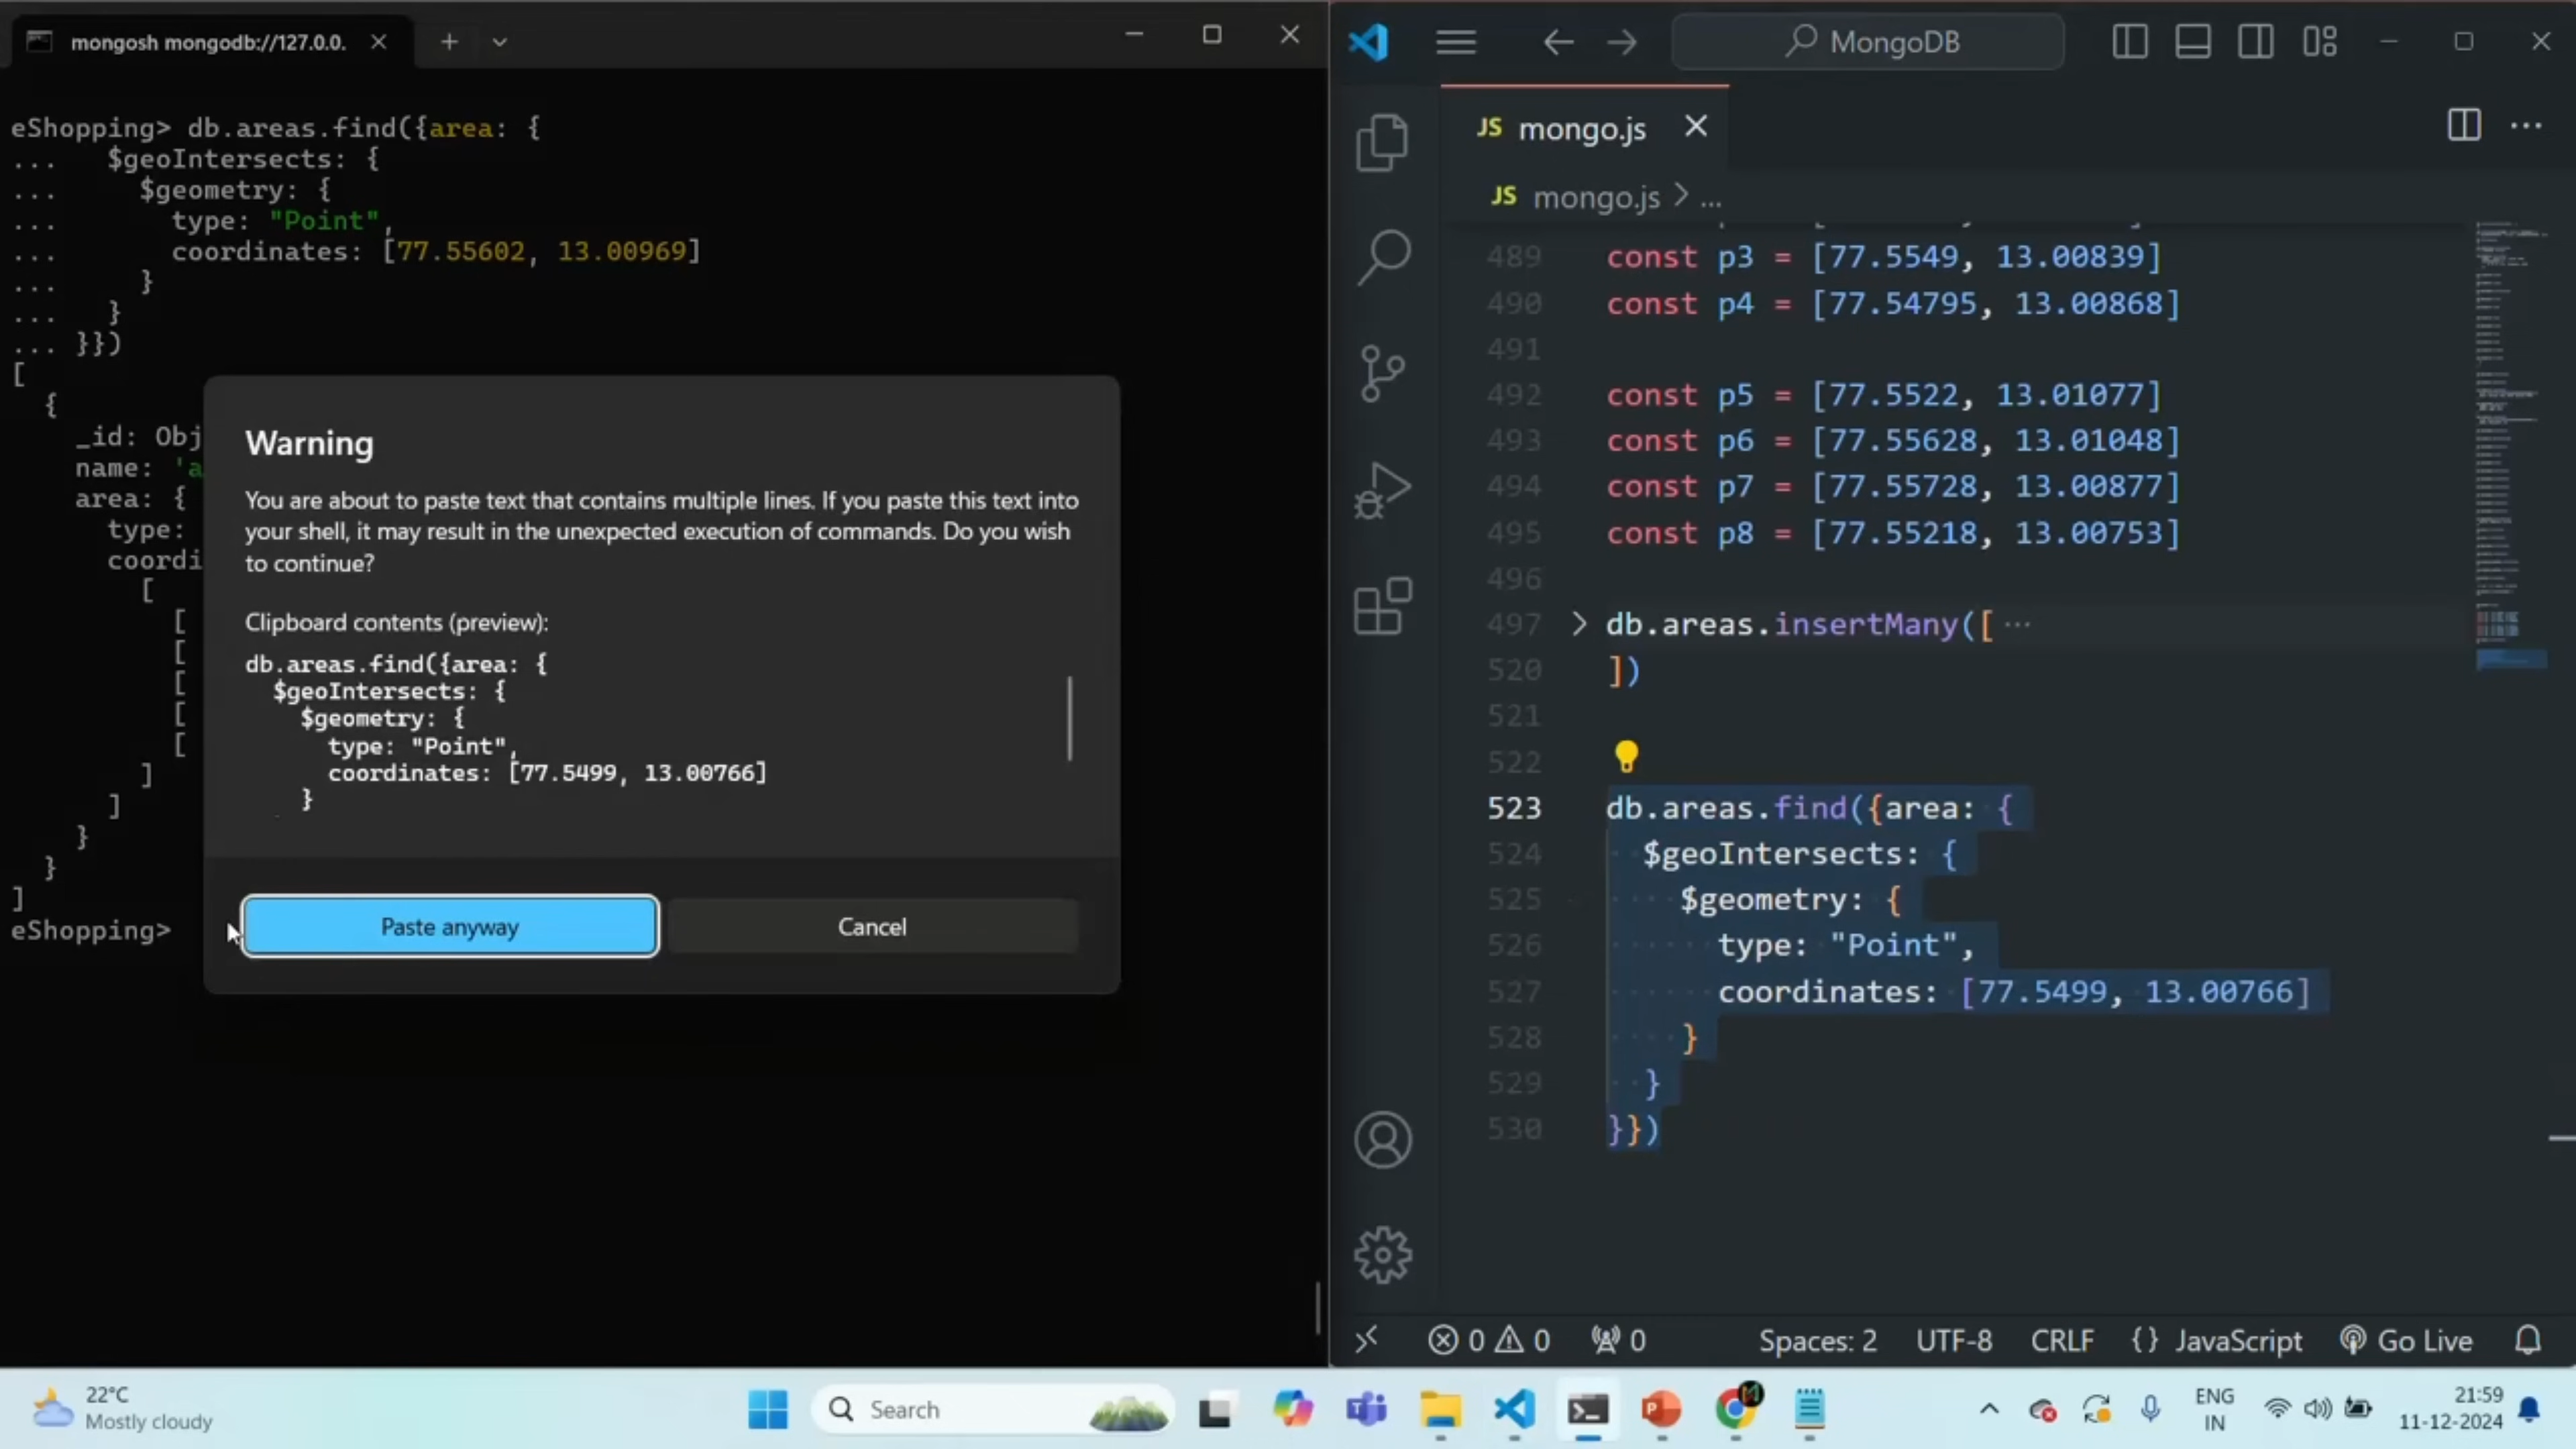 mongosh mongodb://127.0.0.
eShopping> db.areas.find({area: {
...   $geoIntersects: {
...     $geometry: {
...       type: "Point",
...       coordinates: [77.55602, 13.00969]
...     }
...   }
... }})
[
{
_id: Obj
name: 'a
area: {
type:
coordi
[
[
[
[
[
[
]
]
}
}
]
eShopping>
Warning
You are about to paste text that contains multiple lines. If you paste this text into
your shell, it may result in the unexpected execution of commands. Do you wish
to continue?
Clipboard contents (preview):
db.areas.find({area: {
$geoIntersects: {
$geometry: {
type: "Point",
coordinates: [77.5499, 13.00766]
}
Paste anyway
Cancel
MongoDB
JS mongo.js
JS mongo.js > ...
489 const p3 = [77.5549, 13.00839]
490 const p4 = [77.54795, 13.00868]
491
492 const p5 = [77.5522, 13.01077]
493 const p6 = [77.55628, 13.01048]
494 const p7 = [77.55728, 13.00877]
495 const p8 = [77.55218, 13.00753]
496
497 db.areas.insertMany([ ...
520 ])
521
522
523 db.areas.find({area: {
524   $geoIntersects: {
525     $geometry: {
526       type: "Point",
527       coordinates: [77.5499, 13.00766]
528     }
529   }
530 }})
0 0 0 Spaces: 2 UTF-8 CRLF {} JavaScript Go Live
22°C
Mostly cloudy
Search
ENG
IN
21:59
11-12-2024